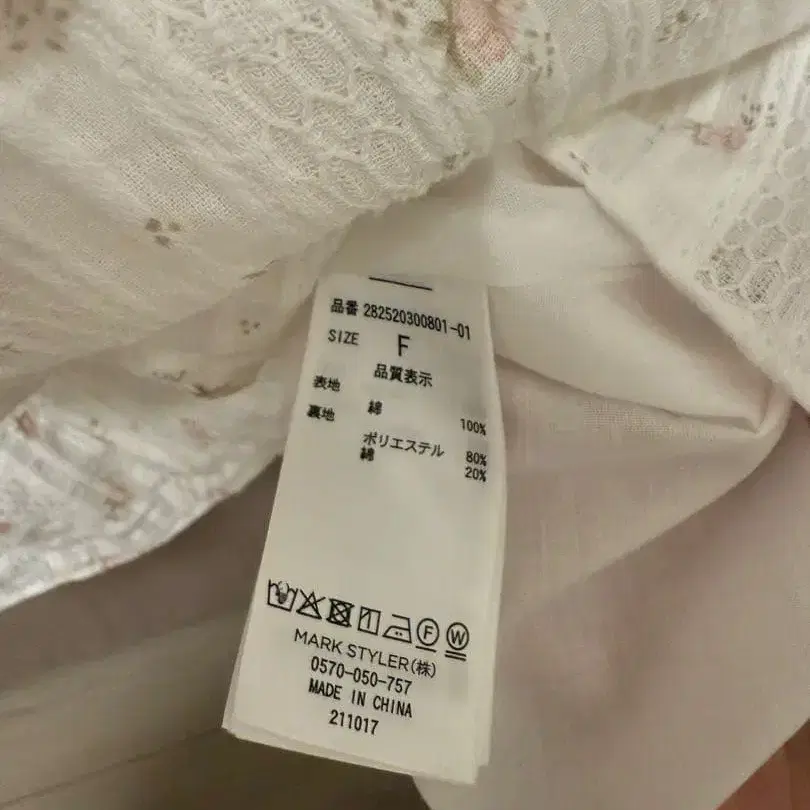 品番 282520300801-01
SIZE F
品質表示
表地 綿 100%
裏地 ポリエステル 80%
綿 20%
F W
MARK STYLER(株)
0570-050-757
MADE IN CHINA
211017